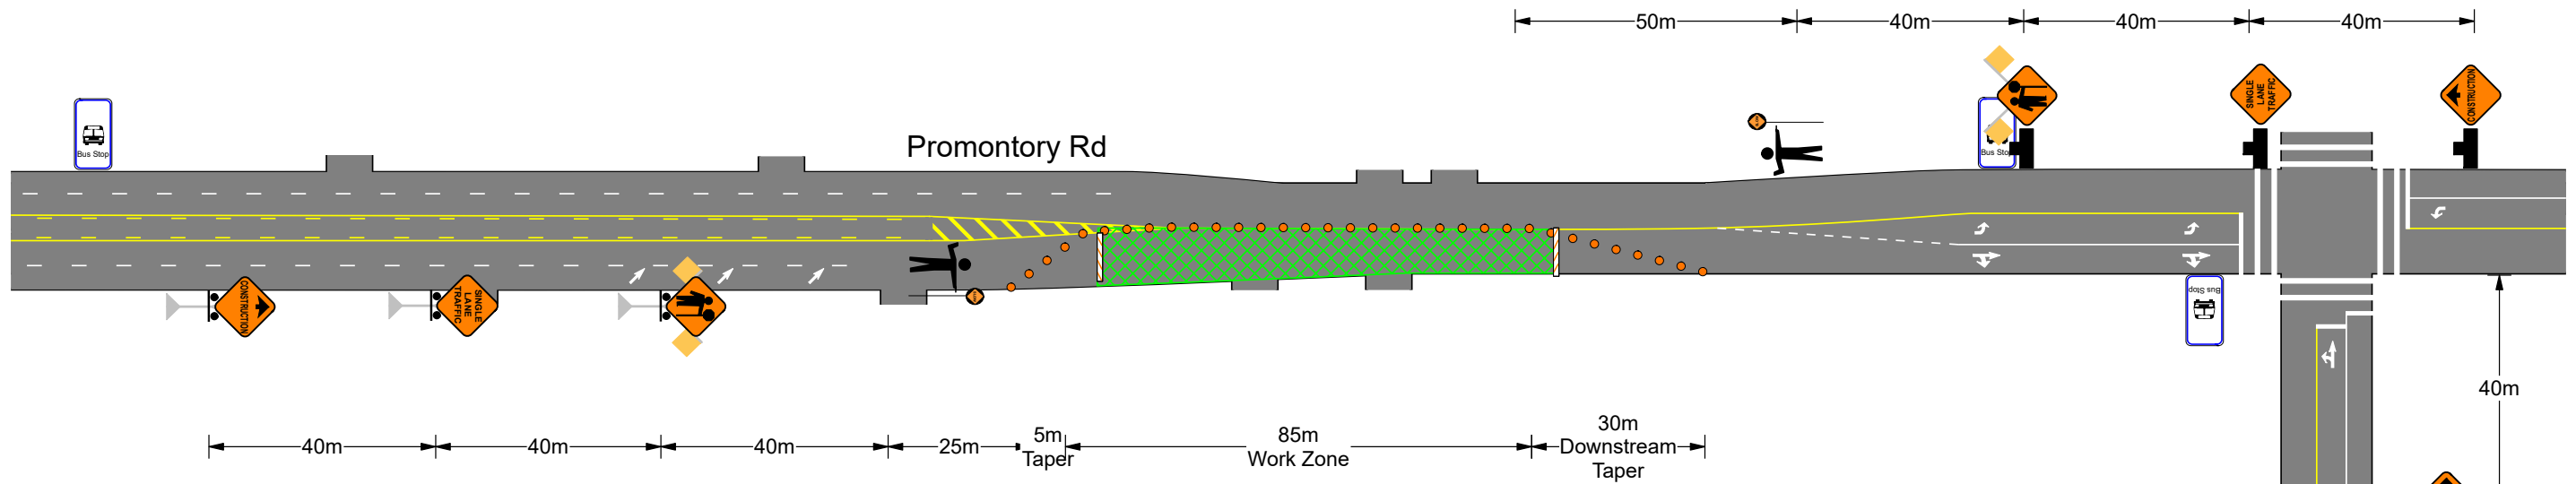 50m
40m
40m
40m
Bus Stop
Promontory Rd
Bus Stop
SINGLE
LANE
TRAFFIC
CONSTRUCTION
CONSTRUCTION
SINGLE
LANE
TRAFFIC
Bus Stop
40m
40m
40m
40m
25m
5m
Taper
85m
Work Zone
30m
Downstream
Taper